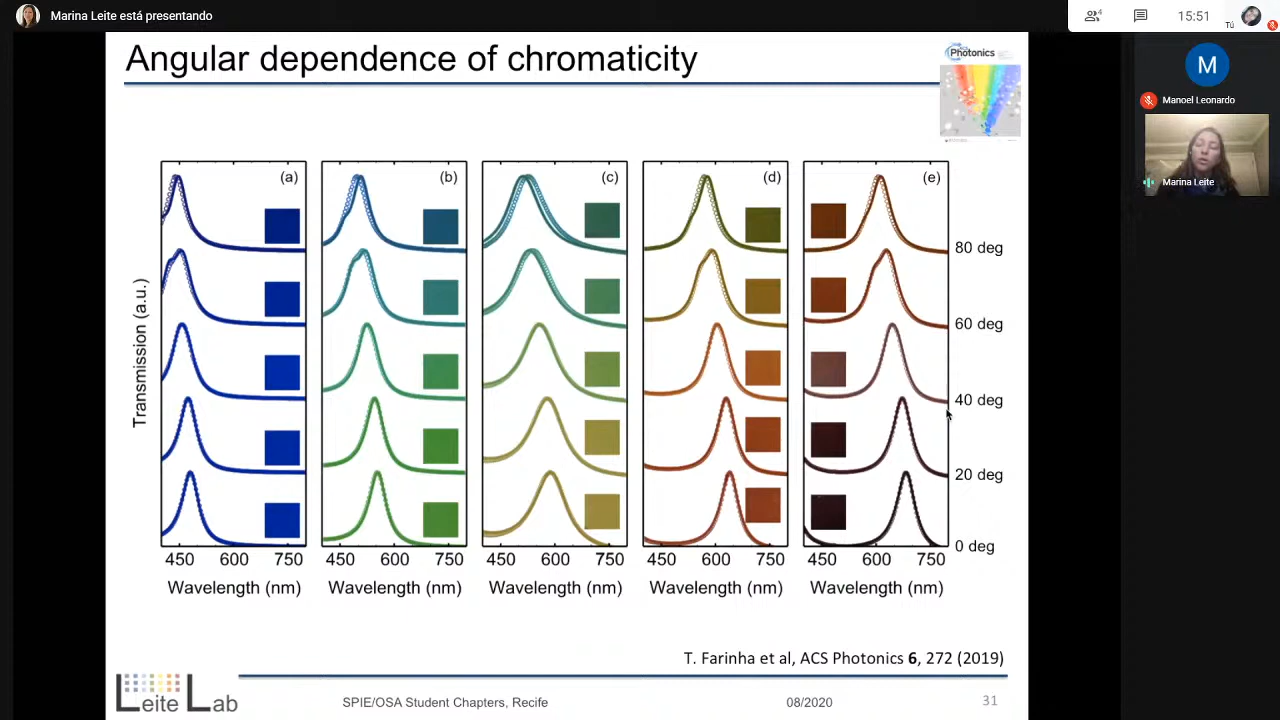 Marina Leite está presentando
4
15:51
Tú
Angular dependence of chromaticity
Photonics
M
Manoel Leonardo
Marina Leite
(a)
(b)
(c)
(d)
(e)
80 deg
60 deg
40 deg
20 deg
0 deg
Transmission (a.u.)
450 600 750
450 600 750
450 600 750
450 600 750
450 600 750
Wavelength (nm)
Wavelength (nm)
Wavelength (nm)
Wavelength (nm)
Wavelength (nm)
T. Farinha et al, ACS Photonics 6, 272 (2019)
Leite Lab
SPIE/OSA Student Chapters, Recife
08/2020
31